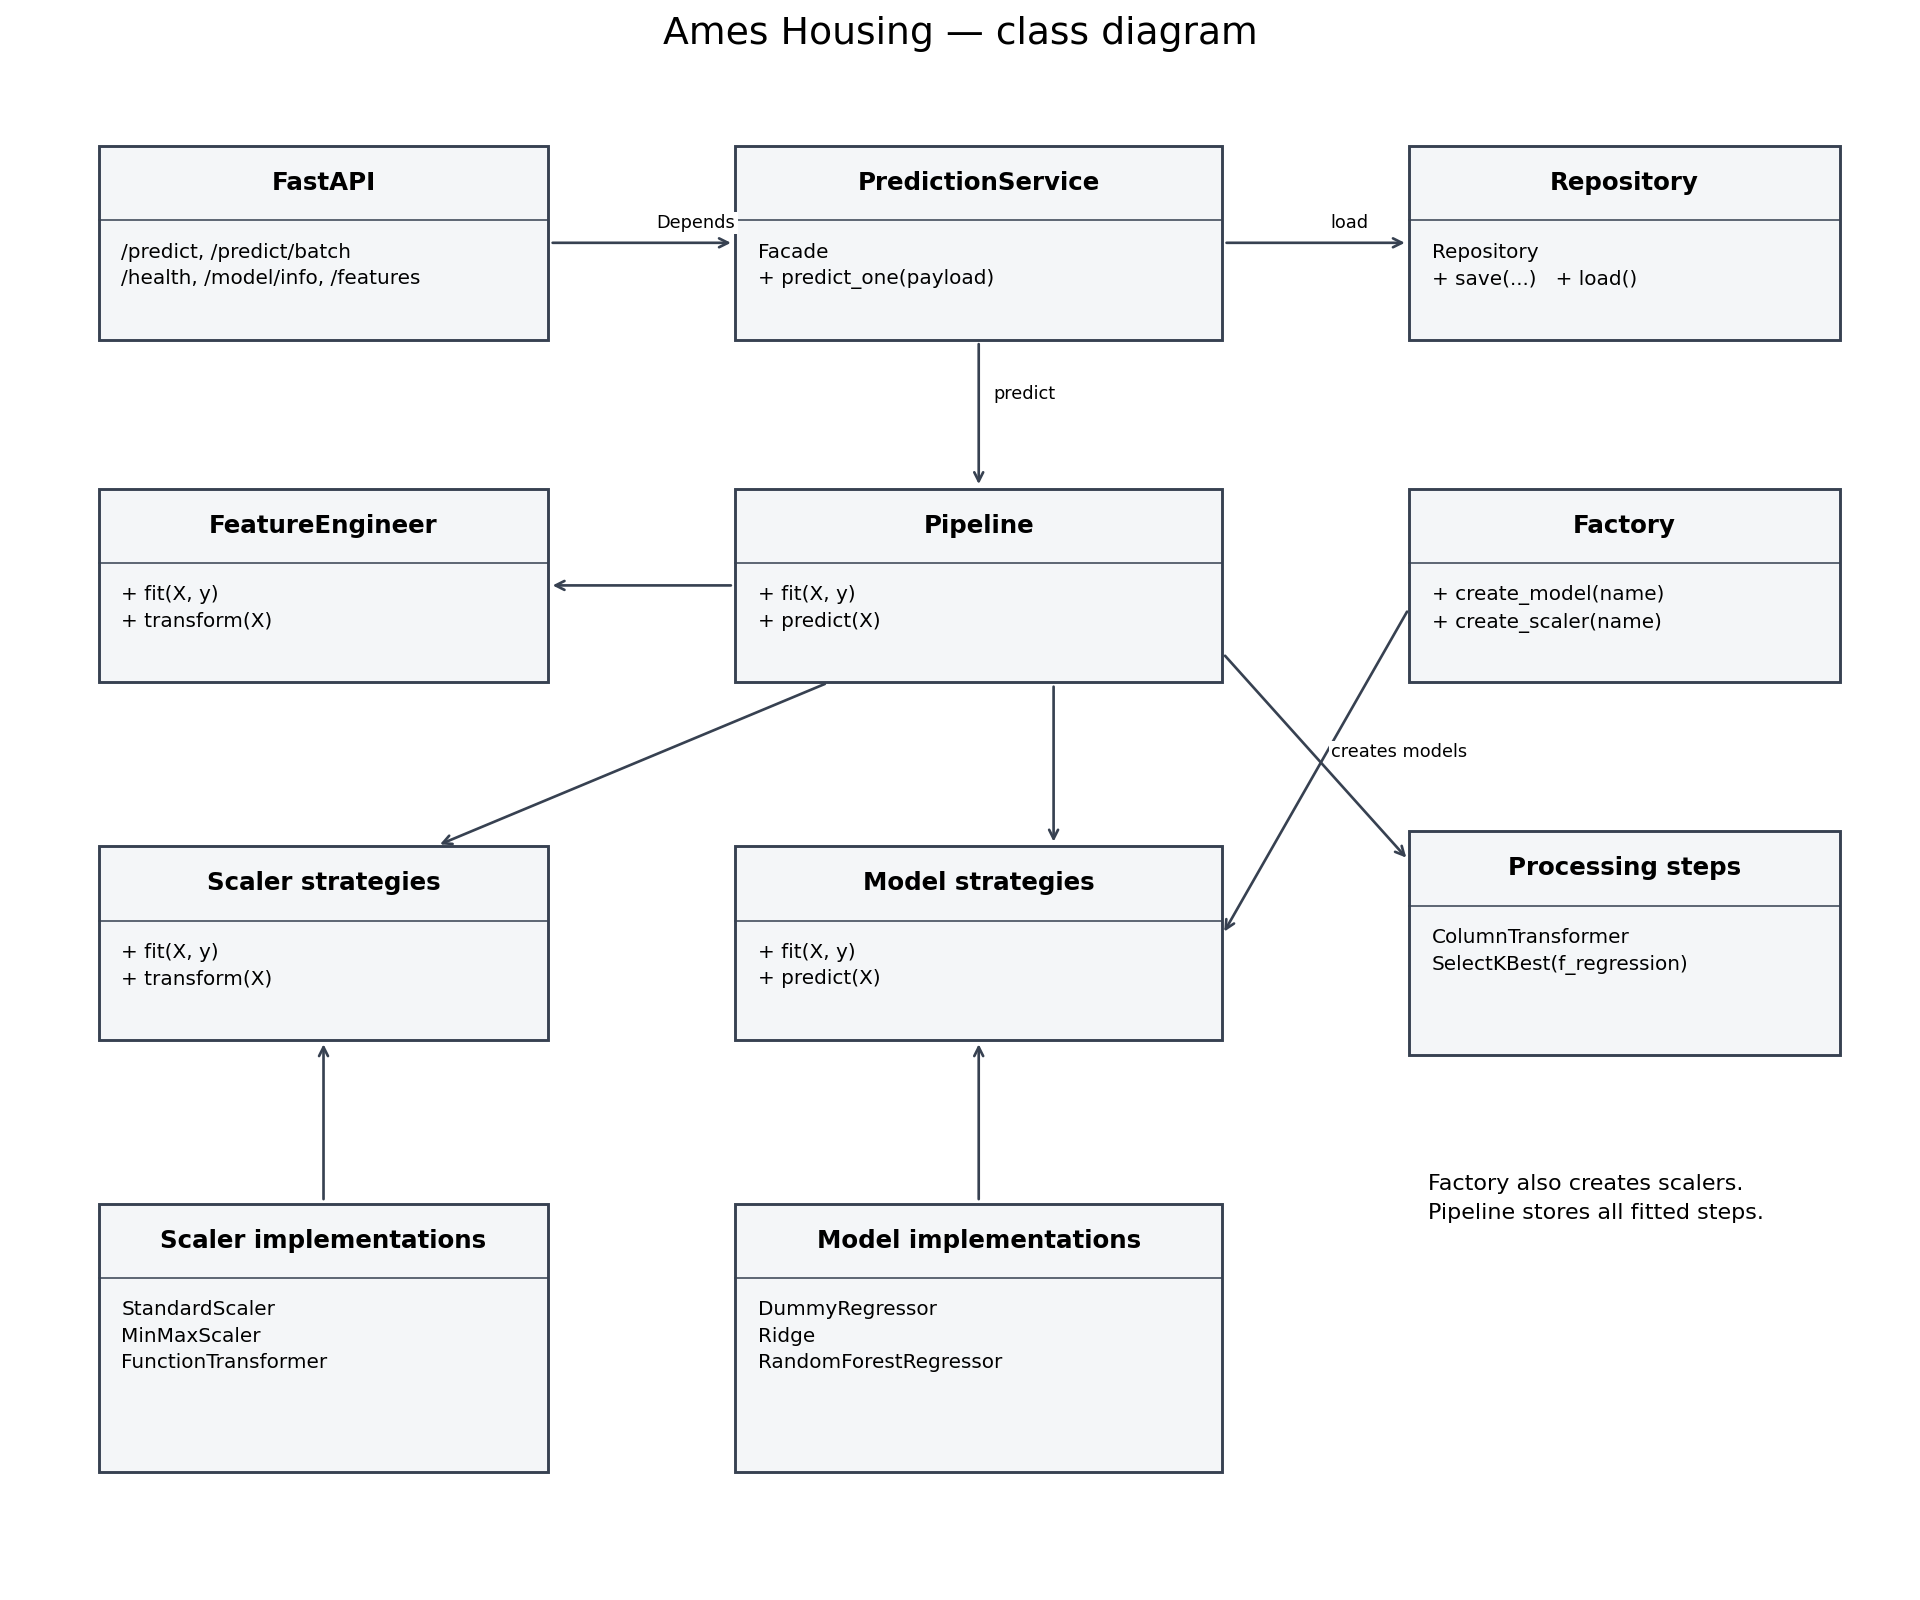 Ames Housing — class diagram
FastAPI
/predict, /predict/batch
/health, /model/info, /features
Depends
PredictionService
Facade
+ predict_one(payload)
load
Repository
Repository
+ save(...)   + load()
predict
FeatureEngineer
+ fit(X, y)
+ transform(X)
Pipeline
+ fit(X, y)
+ predict(X)
Factory
+ create_model(name)
+ create_scaler(name)
creates models
Scaler strategies
+ fit(X, y)
+ transform(X)
Model strategies
+ fit(X, y)
+ predict(X)
Processing steps
ColumnTransformer
SelectKBest(f_regression)
Scaler implementations
StandardScaler
MinMaxScaler
FunctionTransformer
Model implementations
DummyRegressor
Ridge
RandomForestRegressor
Factory also creates scalers.
Pipeline stores all fitted steps.